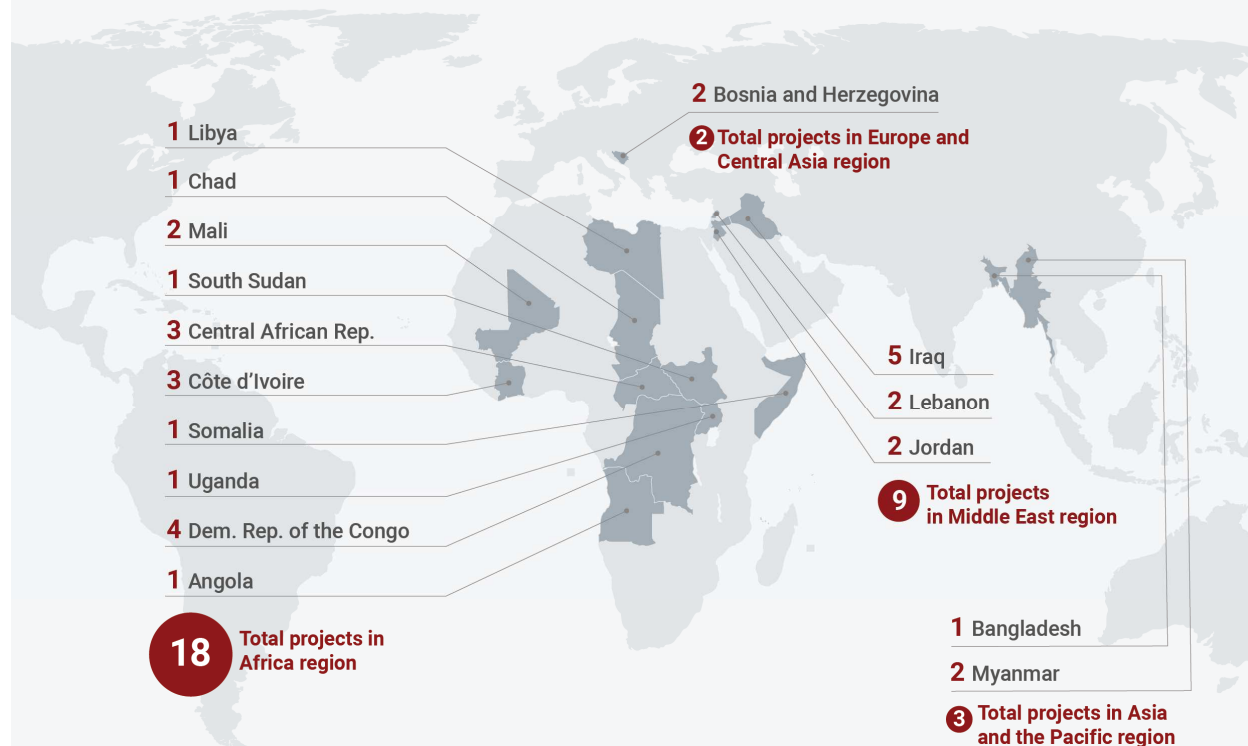 1 Libya
1 Chad
2 Mali
1 South Sudan
3 Central African Rep.
3 Côte d’Ivoire
1 Somalia
1 Uganda
4 Dem. Rep. of the Congo
1 Angola
18 Total projects in
Africa region
2 Bosnia and Herzegovina
2 Total projects in Europe and
Central Asia region
5 Iraq
2 Lebanon
2 Jordan
9 Total projects
in Middle East region
1 Bangladesh
2 Myanmar
3 Total projects in Asia
and the Pacific region